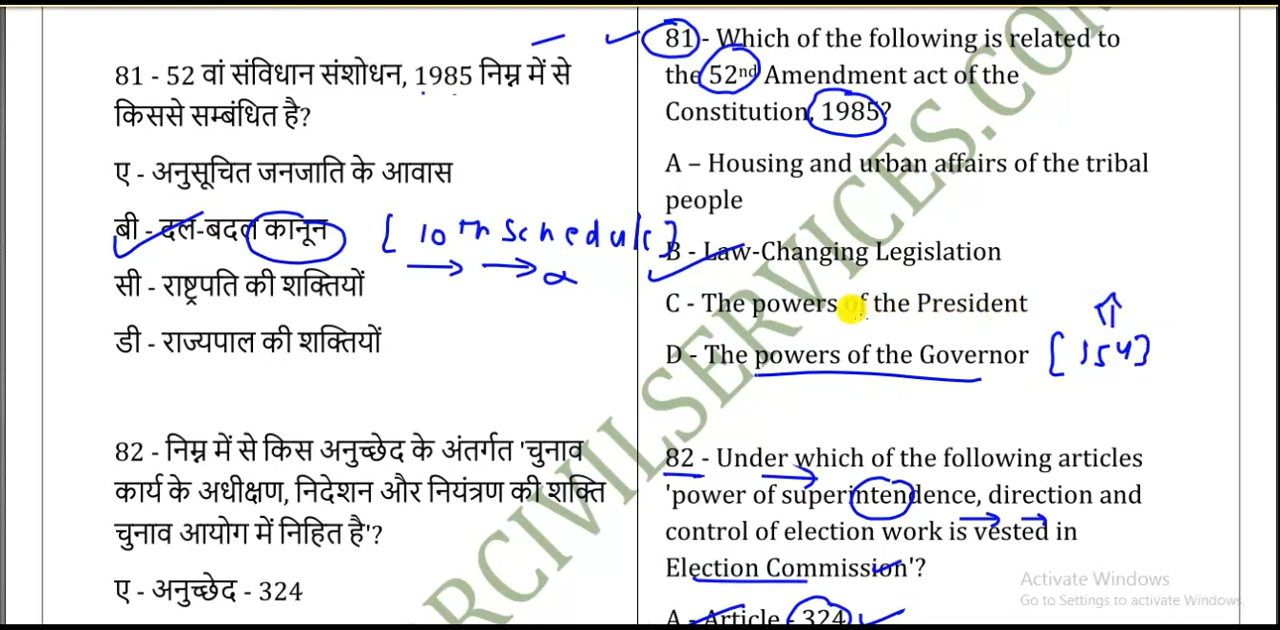 81 - 52 वां संविधान संशोधन, 1985 निम्न में से
किससे सम्बंधित है?
ए - अनुसूचित जनजाति के आवास
बी - दल-बदल कानून [ 10 th Schedule ]
सी - राष्ट्रपति की शक्तियों
डी - राज्यपाल की शक्तियों
82 - निम्न में से किस अनुच्छेद के अंतर्गत 'चुनाव
कार्य के अधीक्षण, निदेशन और नियंत्रण की शक्ति
चुनाव आयोग में निहित है'?
ए - अनुच्छेद - 324
81 - Which of the following is related to
the 52nd Amendment act of the
Constitution, 1985?
A – Housing and urban affairs of the tribal
people
B - Law-Changing Legislation
C - The powers of the President
D - The powers of the Governor [154]
82 - Under which of the following articles
'power of superintendence, direction and
control of election work is vested in
Election Commission'?
A - Article - 324
RCIVILSERVICES.COM
Activate Windows
Go to Settings to activate Windows.